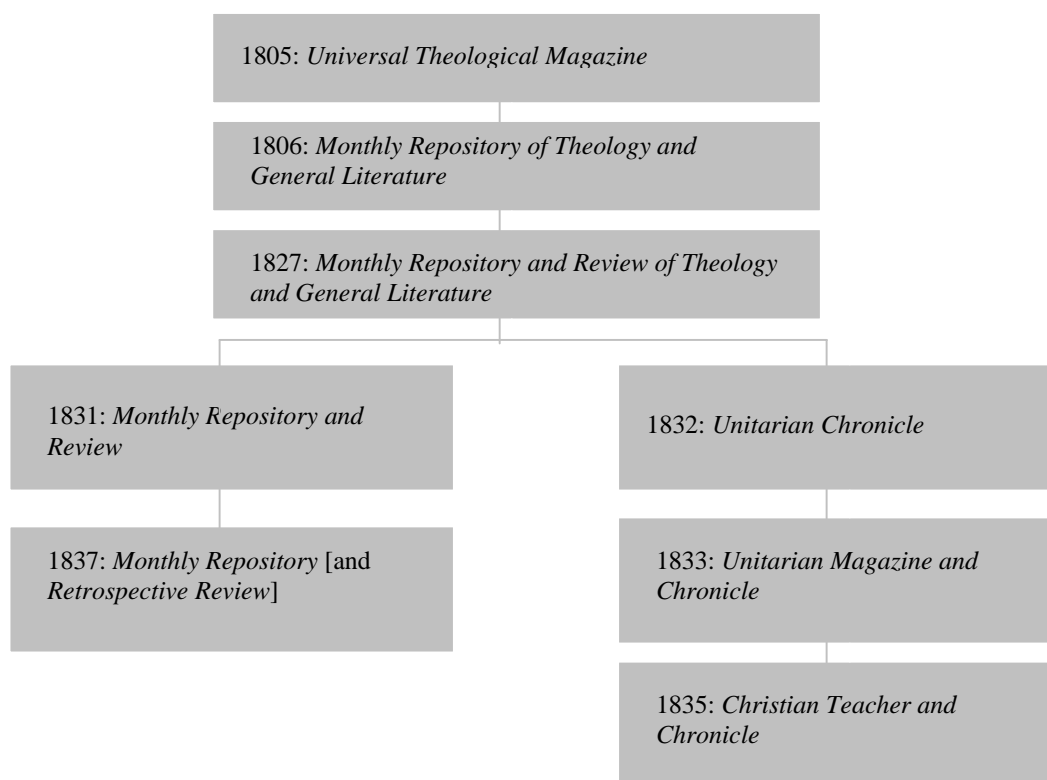 1805: Universal Theological Magazine
1806: Monthly Repository of Theology and
General Literature
1827: Monthly Repository and Review of Theology
and General Literature
1831: Monthly Repository and
Review
1837: Monthly Repository [and
Retrospective Review]
1832: Unitarian Chronicle
1833: Unitarian Magazine and
Chronicle
1835: Christian Teacher and
Chronicle